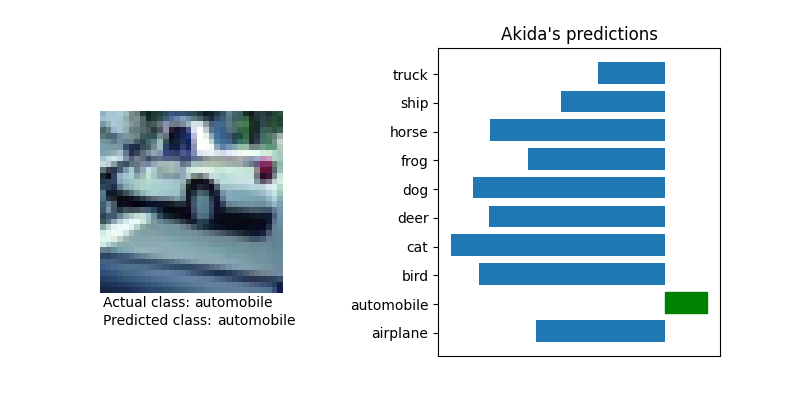 Akida's predictions
truck
ship
horse
frog
dog
deer
cat
bird
automobile
airplane
Actual class: automobile
Predicted class: automobile